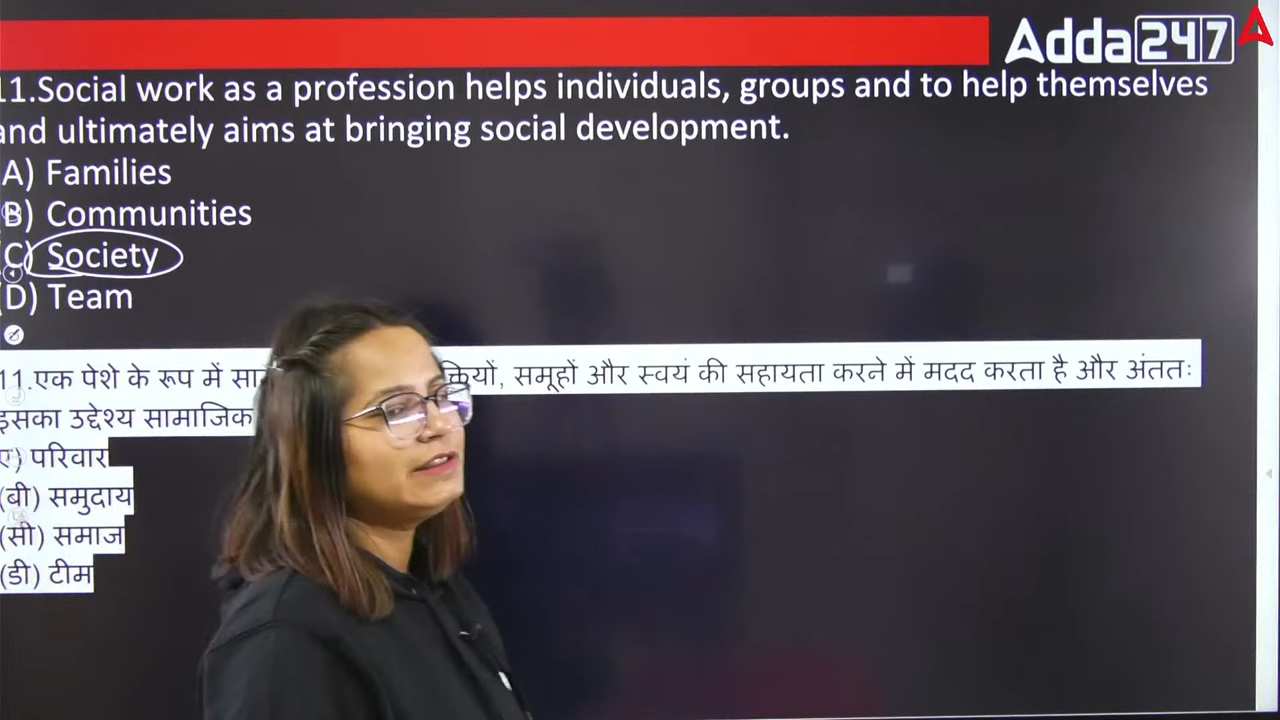 Adda247
11.Social work as a profession helps individuals, groups and to help themselves
and ultimately aims at bringing social development.
A) Families
B) Communities
(C) Society
(D) Team
11.एक पेशे के रूप में क्तियों, समूहों और स्वयं की सहायता करने में मदद करता है और अंततः
इसका उद्देश्य सामाजिक
ए) परिवार
(बी) समुदाय
(सी) समाज
(डी) टीम